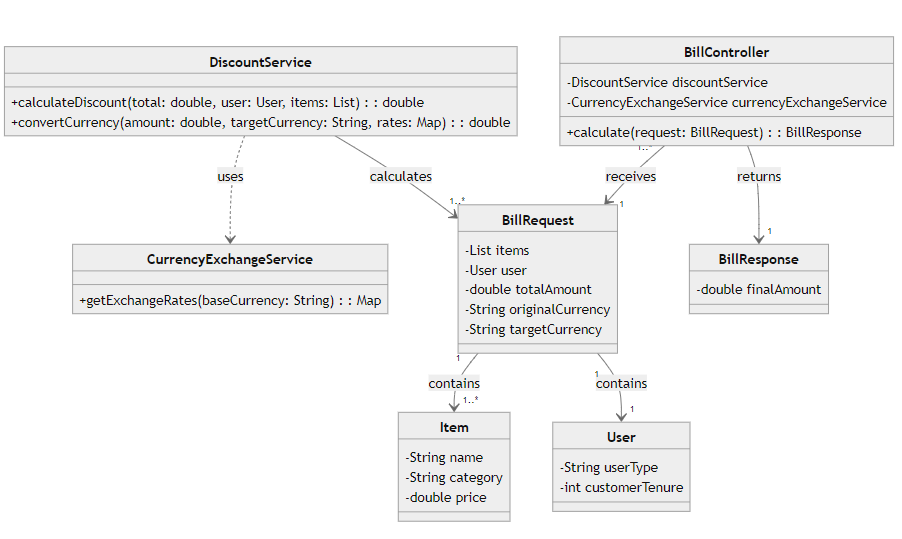 DiscountService
+calculateDiscount(total: double, user: User, items: List) : : double
+convertCurrency(amount: double, targetCurrency: String, rates: Map) : : double
BillController
-DiscountService discountService
-CurrencyExchangeService currencyExchangeService
+calculate(request: BillRequest) : : BillResponse
1..*
uses
calculates
receives
returns
1..*
1
1
CurrencyExchangeService
+getExchangeRates(baseCurrency: String) : : Map
BillRequest
-List items
-User user
-double totalAmount
-String originalCurrency
-String targetCurrency
BillResponse
-double finalAmount
1
1
contains
contains
1..*
1
Item
-String name
-String category
-double price
User
-String userType
-int customerTenure